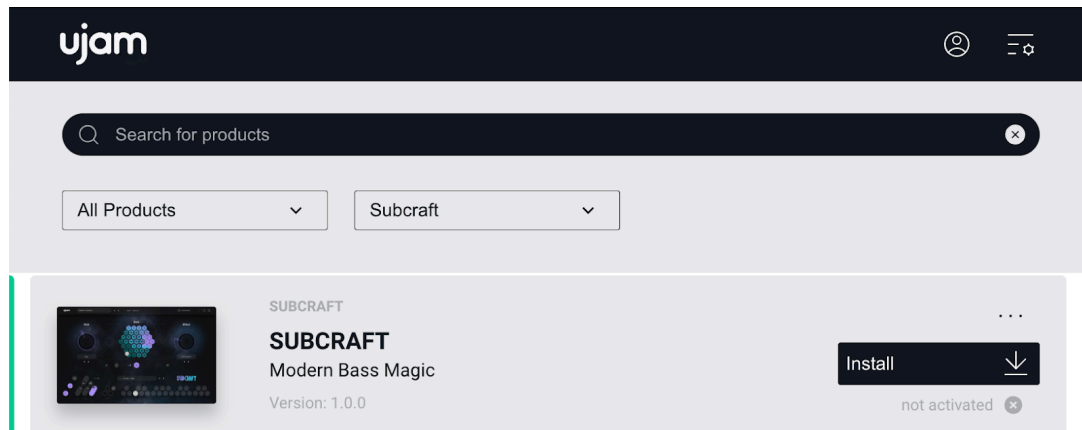 ujam
Search for products
All Products
Subcraft
SUBCRAFT
SUBCRAFT
Modern Bass Magic
Version: 1.0.0
...
Install
not activated